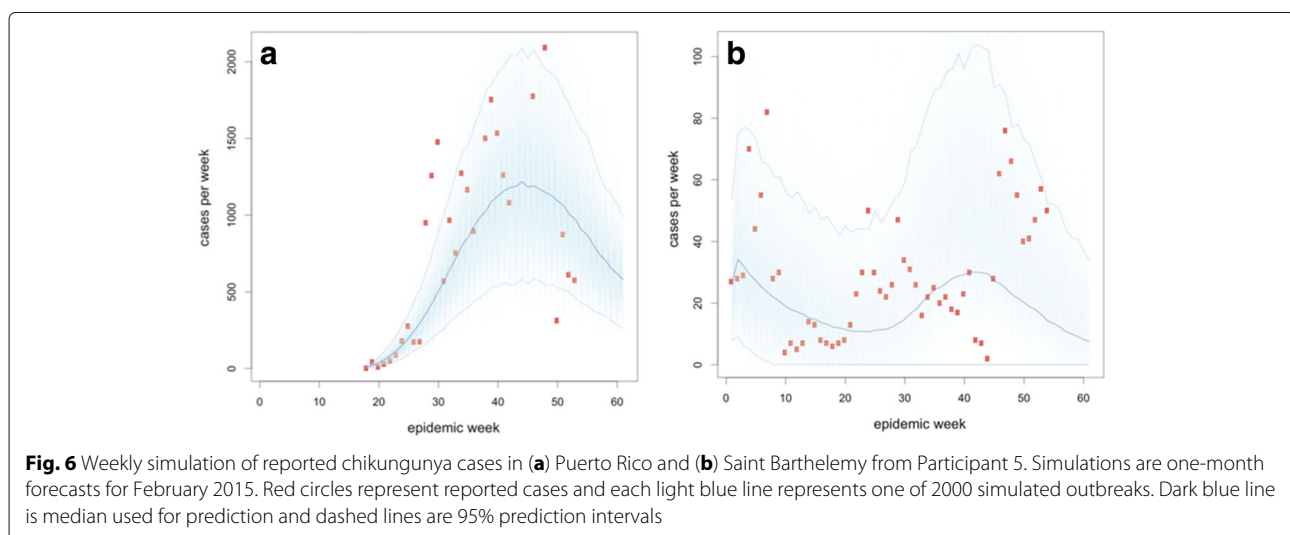 a
b
2000
1500
1000
500
0
cases per week
0 10 20 30 40 50 60
epidemic week
100
80
60
40
20
0
cases per week
0 10 20 30 40 50 60
epidemic week
Fig. 6 Weekly simulation of reported chikungunya cases in (a) Puerto Rico and (b) Saint Barthelemy from Participant 5. Simulations are one-month
forecasts for February 2015. Red circles represent reported cases and each light blue line represents one of 2000 simulated outbreaks. Dark blue line
is median used for prediction and dashed lines are 95% prediction intervals